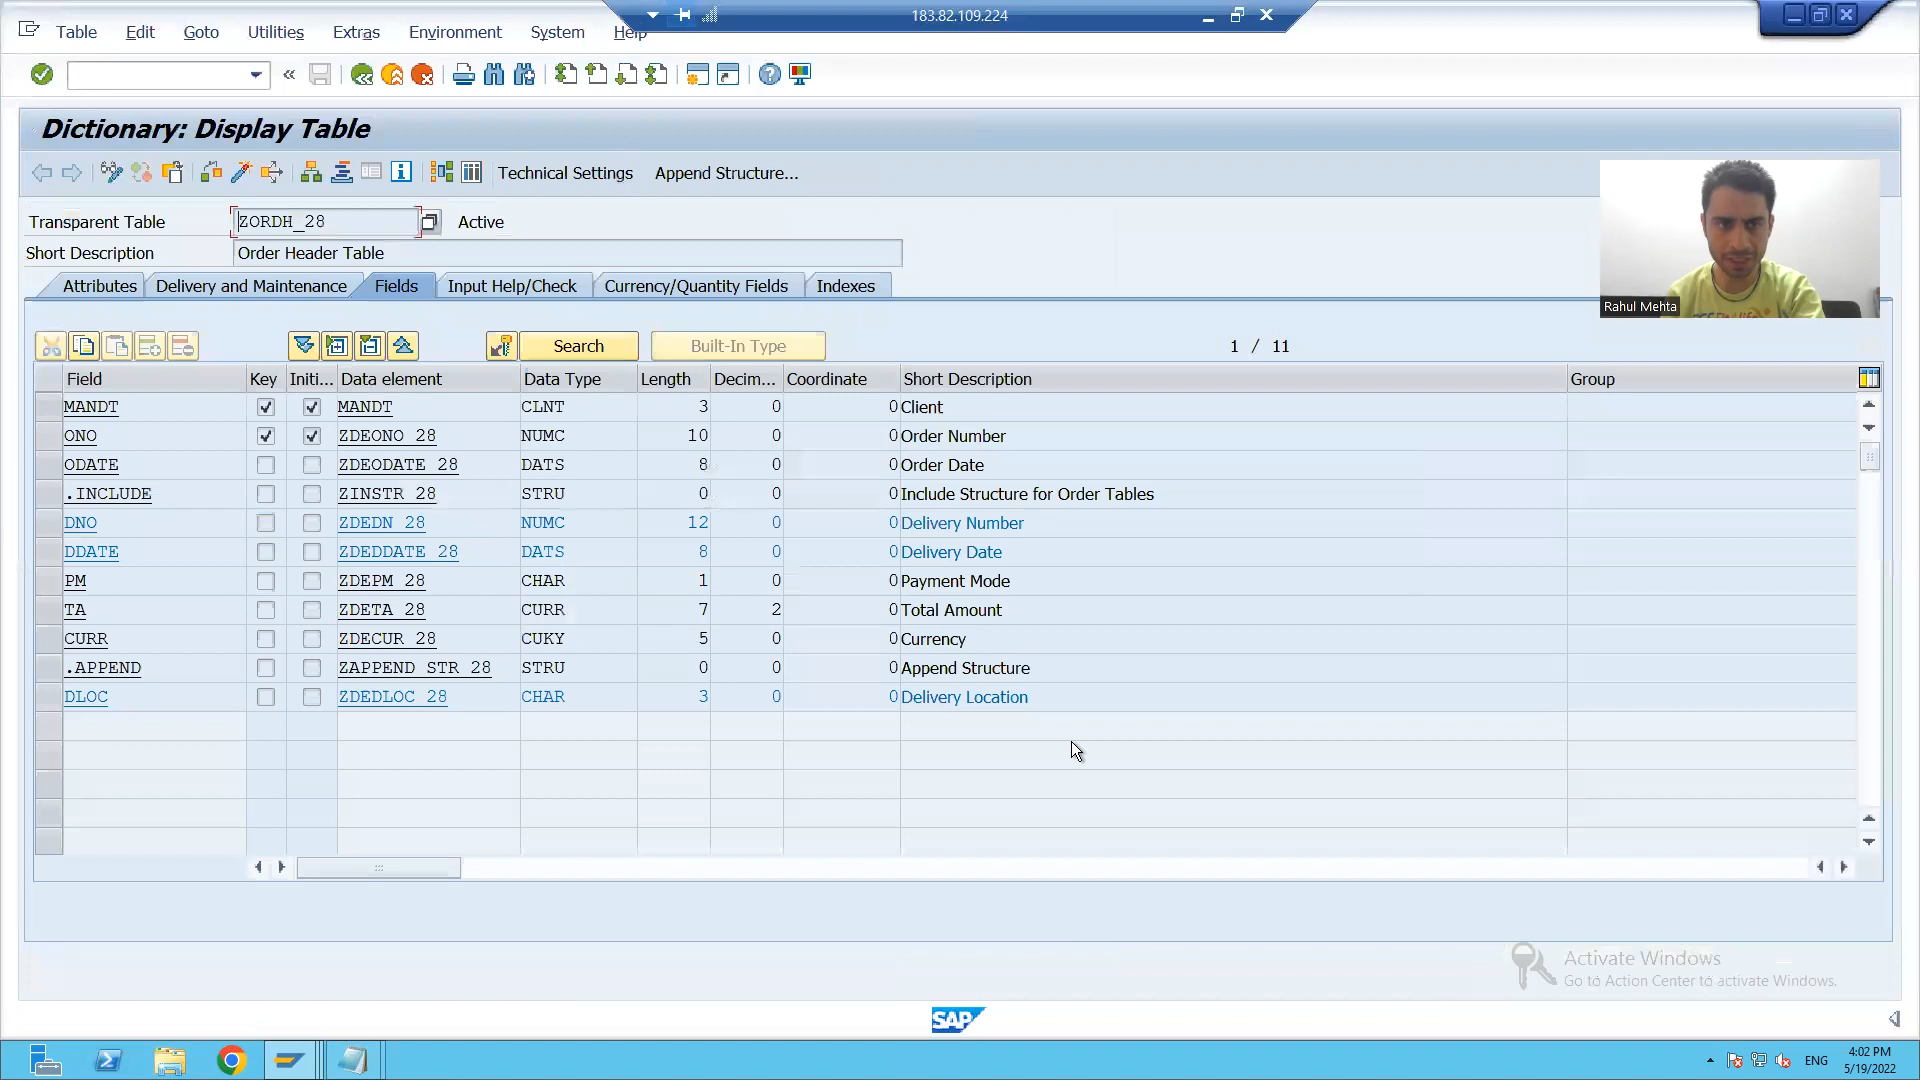 183.82.109.224
Table Edit Goto Utilities Extras Environment System Help
Dictionary: Display Table
Technical Settings Append Structure...
Transparent Table ZORDH_28 Active
Short Description Order Header Table
Attributes Delivery and Maintenance Fields Input Help/Check Currency/Quantity Fields Indexes
Search Built-In Type 1 / 11
Field Key Initi... Data element Data Type Length Decim... Coordinate Short Description Group
MANDT MANDT CLNT 3 0 0 Client
ONO ZDEONO_28 NUMC 10 0 0 Order Number
ODATE ZDEODATE_28 DATS 8 0 0 Order Date
.INCLUDE ZINSTR_28 STRU 0 0 0 Include Structure for Order Tables
DNO ZDEDN_28 NUMC 12 0 0 Delivery Number
DDATE ZDEDDATE_28 DATS 8 0 0 Delivery Date
PM ZDEPM_28 CHAR 1 0 0 Payment Mode
TA ZDETA_28 CURR 7 2 0 Total Amount
CURR ZDECUR_28 CUKY 5 0 0 Currency
.APPEND ZAPPEND_STR_28 STRU 0 0 0 Append Structure
DLOC ZDEDLOC_28 CHAR 3 0 0 Delivery Location
Rahul Mehta
Activate Windows
Go to Action Center to activate Windows.
SAP
ENG
4:02 PM
5/19/2022